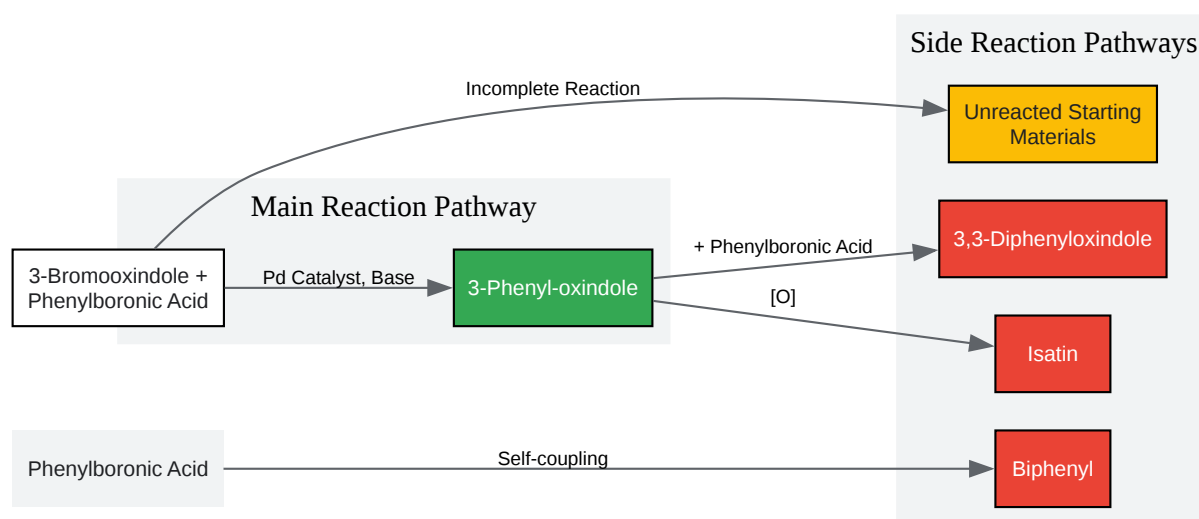 Side Reaction Pathways
Incomplete Reaction
Unreacted Starting
Materials
Main Reaction Pathway
3-Bromooxindole +
Phenylboronic Acid
Pd Catalyst, Base
3-Phenyl-oxindole
+ Phenylboronic Acid
3,3-Diphenyloxindole
[O]
Isatin
Phenylboronic Acid
Self-coupling
Biphenyl